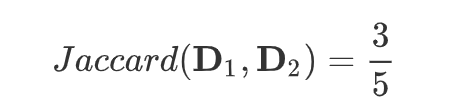 Jaccard(D₁, D₂) = 3/5